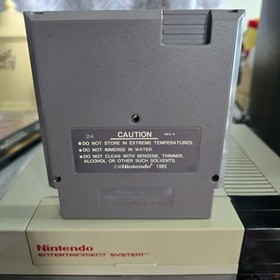 24 CAUTION REV-A
• DO NOT STORE IN EXTREME TEMPERATURES.
• DO NOT IMMERSE IN WATER.
• DO NOT CLEAN WITH BENZENE, THINNER,
ALCOHOL OR OTHER SUCH SOLVENTS.
©Nintendo® 1985
Nintendo
ENTERTAINMENT SYSTEM™